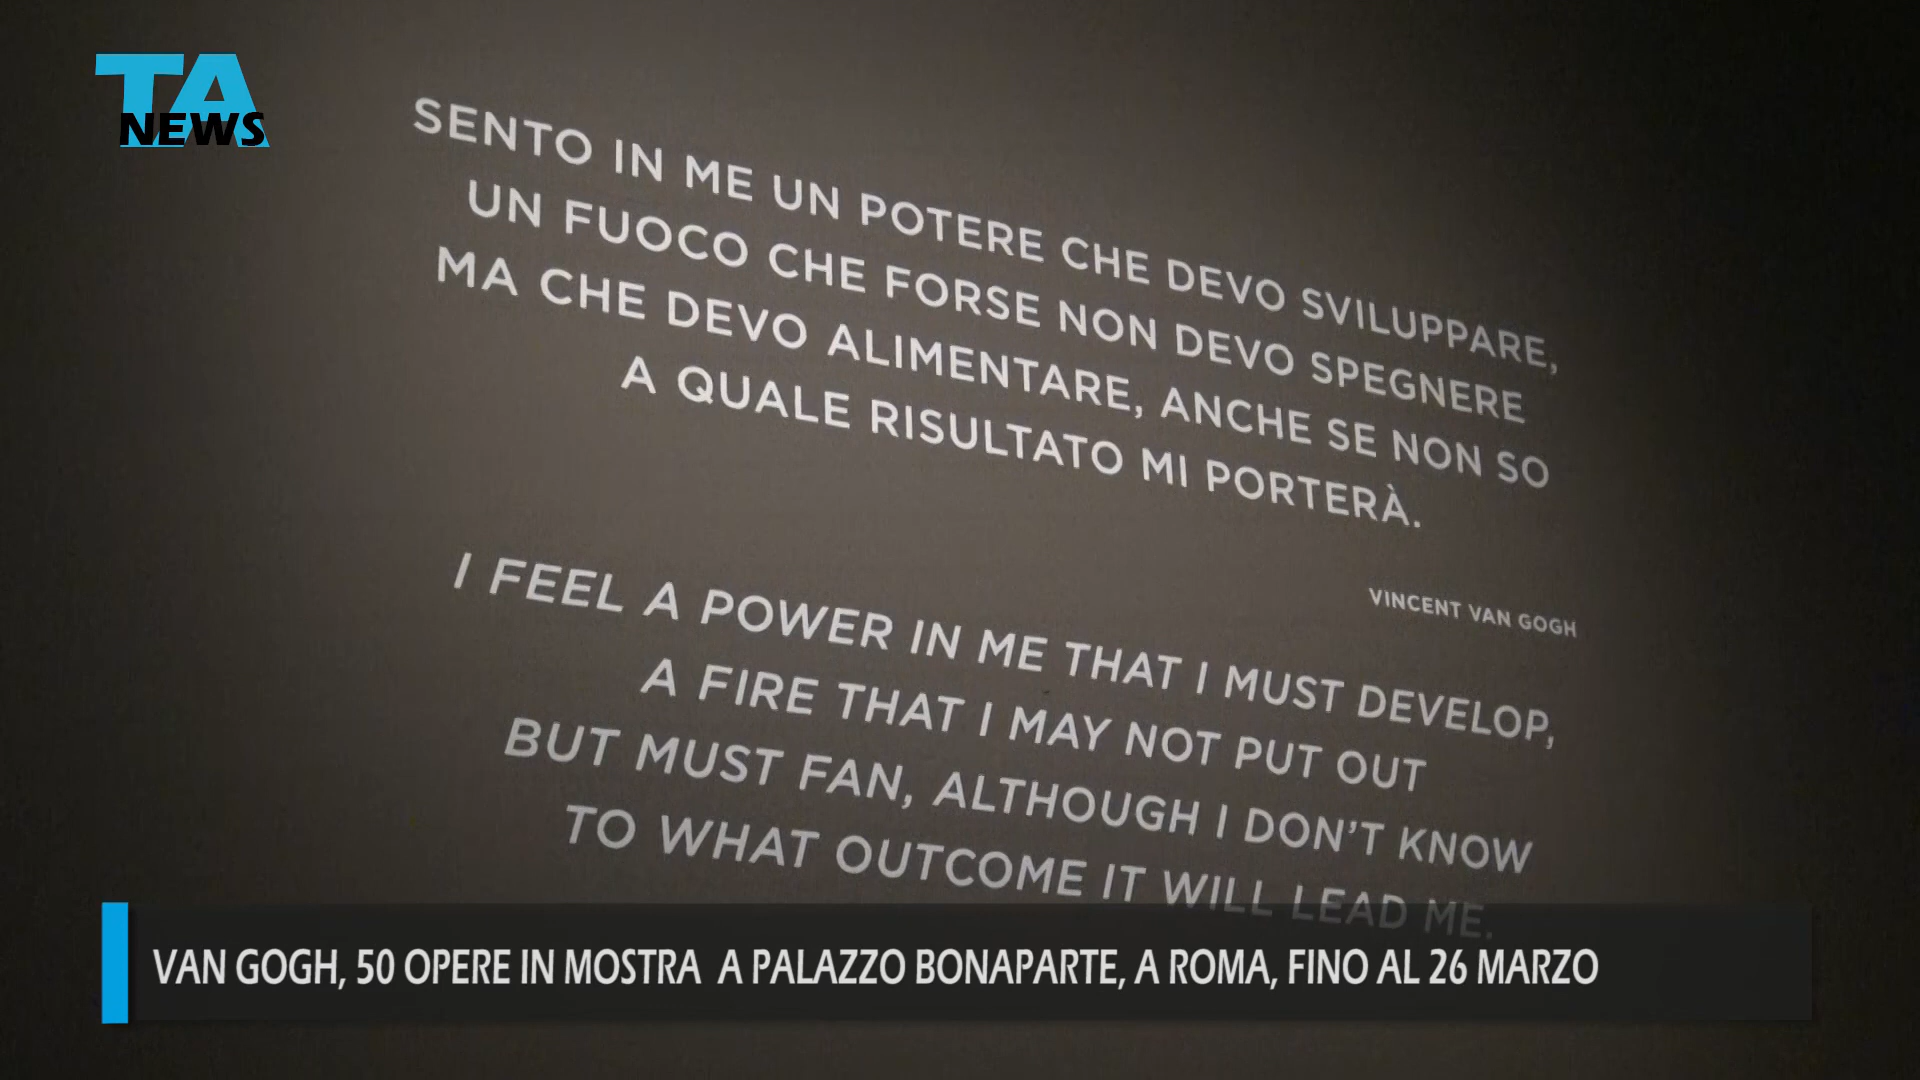 TA
NEWS
SENTO IN ME UN POTERE CHE DEVO SVILUPPARE,
UN FUOCO CHE FORSE NON DEVO SPEGNERE
MA CHE DEVO ALIMENTARE, ANCHE SE NON SO
A QUALE RISULTATO MI PORTERÀ.
VINCENT VAN GOGH
I FEEL A POWER IN ME THAT I MUST DEVELOP,
A FIRE THAT I MAY NOT PUT OUT
BUT MUST FAN, ALTHOUGH I DON'T KNOW
TO WHAT OUTCOME IT WILL LEAD ME.
VAN GOGH, 50 OPERE IN MOSTRA  A PALAZZO BONAPARTE, A ROMA, FINO AL 26 MARZO